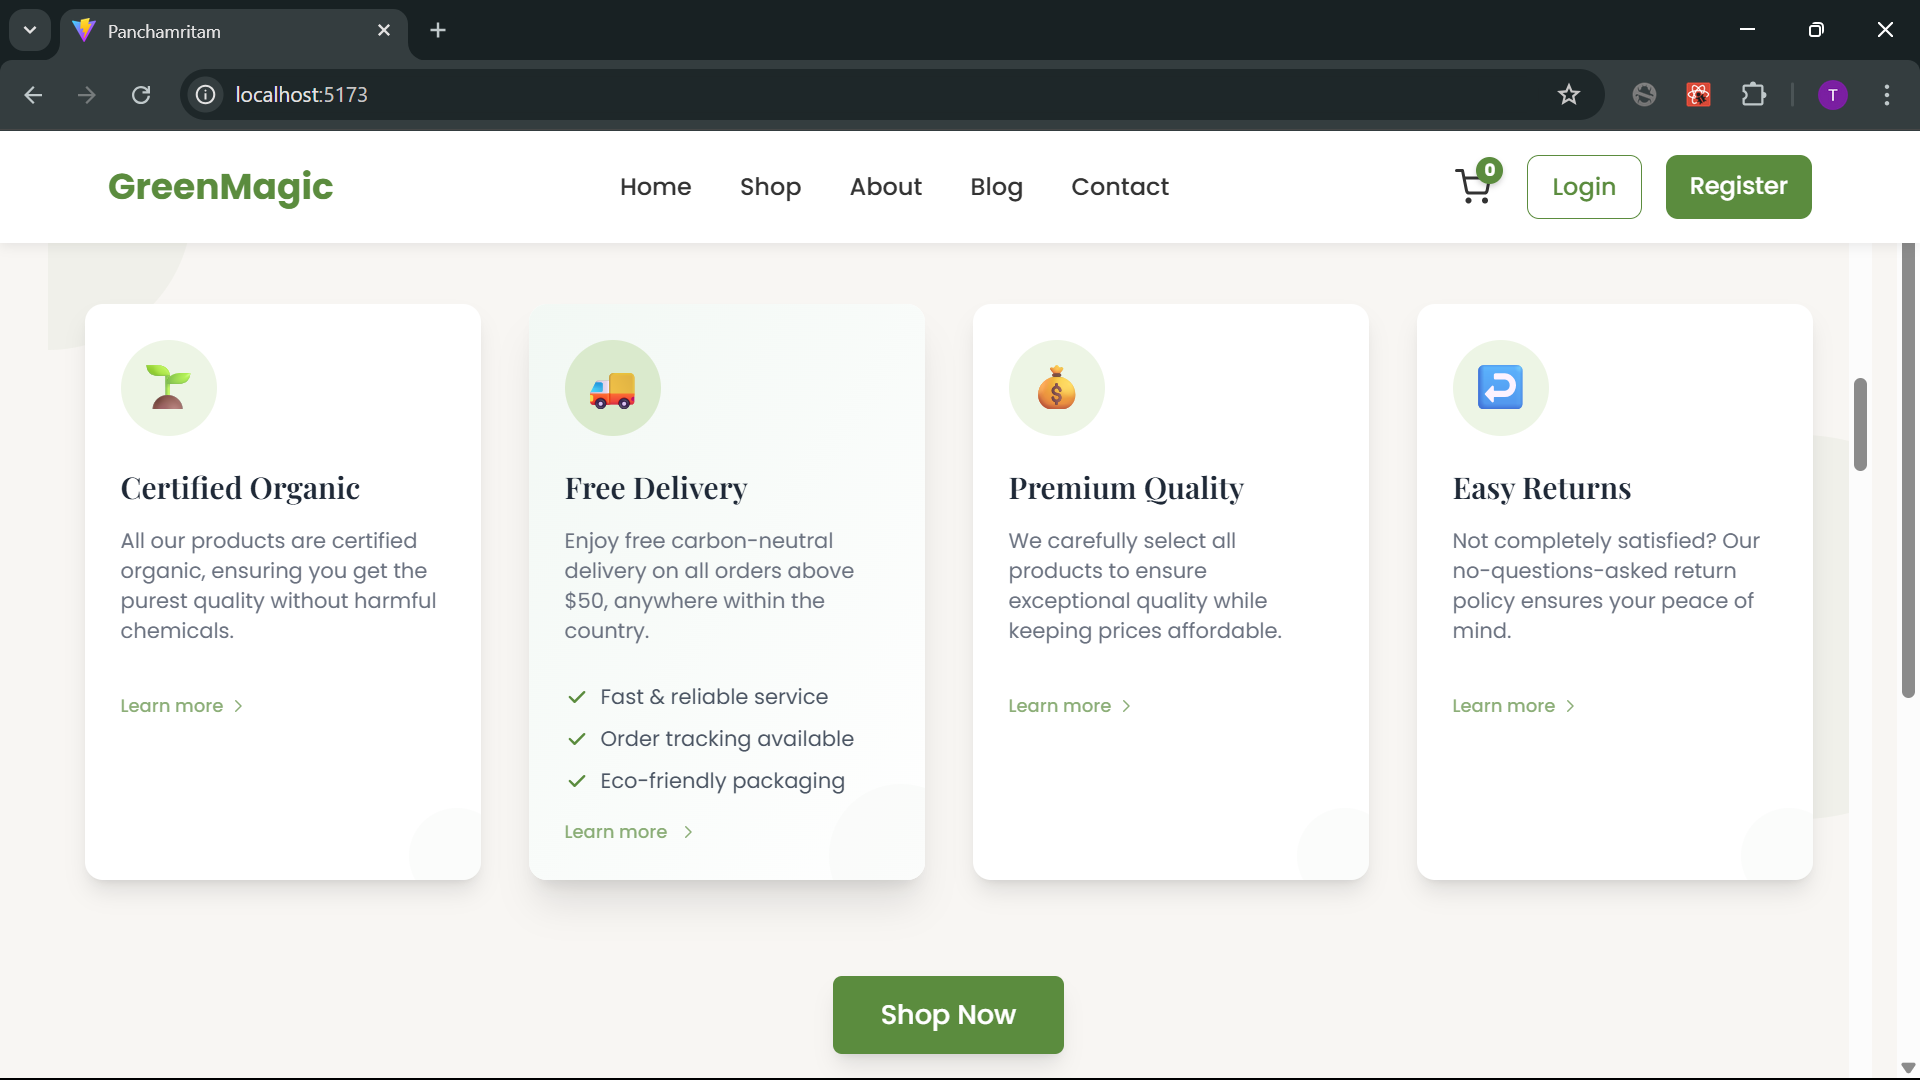 Panchamritam
localhost:5173
T
GreenMagic
Home
Shop
About
Blog
Contact
0
Login
Register
Certified Organic
All our products are certified
organic, ensuring you get the
purest quality without harmful
chemicals.
Learn more
Free Delivery
Enjoy free carbon-neutral
delivery on all orders above
$50, anywhere within the
country.
Fast & reliable service
Order tracking available
Eco-friendly packaging
Learn more
Premium Quality
We carefully select all
products to ensure
exceptional quality while
keeping prices affordable.
Learn more
Easy Returns
Not completely satisfied? Our
no-questions-asked return
policy ensures your peace of
mind.
Learn more
Shop Now